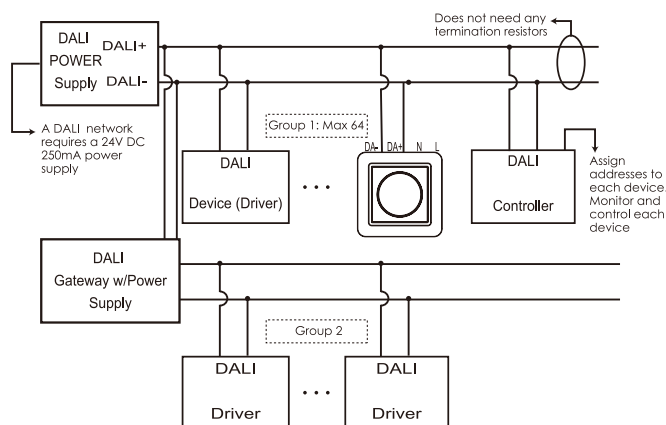 Does not need any
termination resistors
DALI
POWER
Supply
DALI+
DALI-
A DALI network
requires a 24V DC
250mA power
supply
Group 1: Max 64
DALI
Device (Driver)
...
DA- DA+ N L
DALI
Controller
Assign
addresses to
each device.
Monitor and
control each
device
DALI
Gateway w/Power
Supply
Group 2
DALI
Driver
...
DALI
Driver